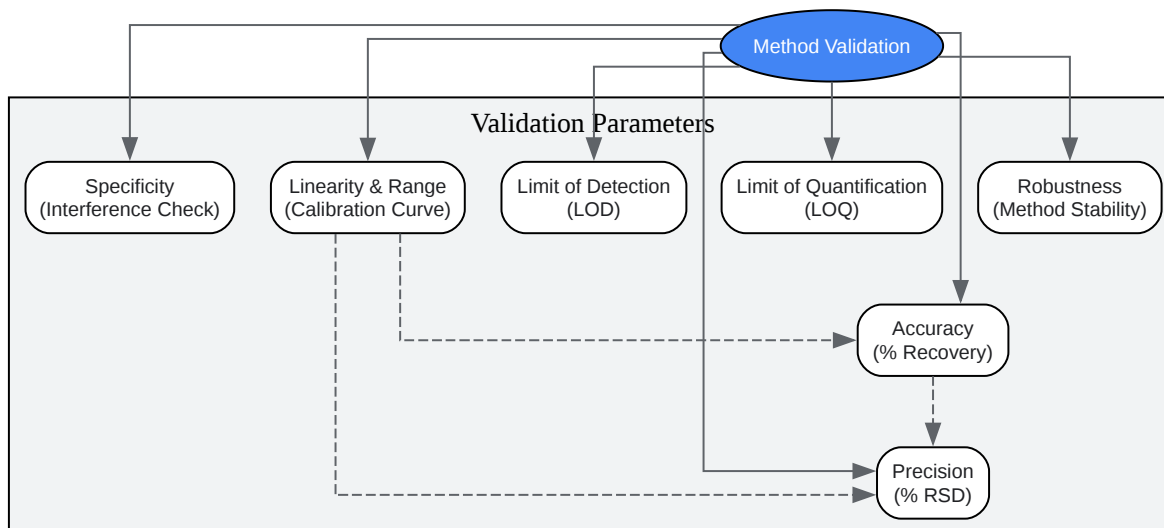 Method Validation
Validation Parameters
Specificity
(Interference Check)
Linearity & Range
(Calibration Curve)
Limit of Detection
(LOD)
Limit of Quantification
(LOQ)
Robustness
(Method Stability)
Accuracy
(% Recovery)
Precision
(% RSD)